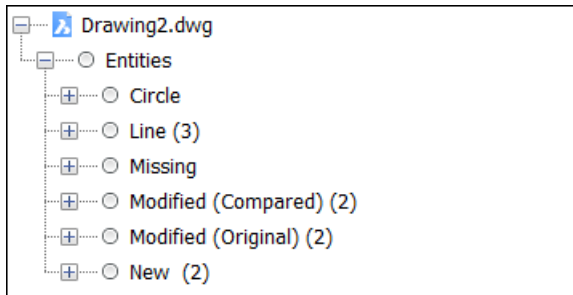 Drawing2.dwg
Entities
Circle
Line (3)
Missing
Modified (Compared) (2)
Modified (Original) (2)
New (2)